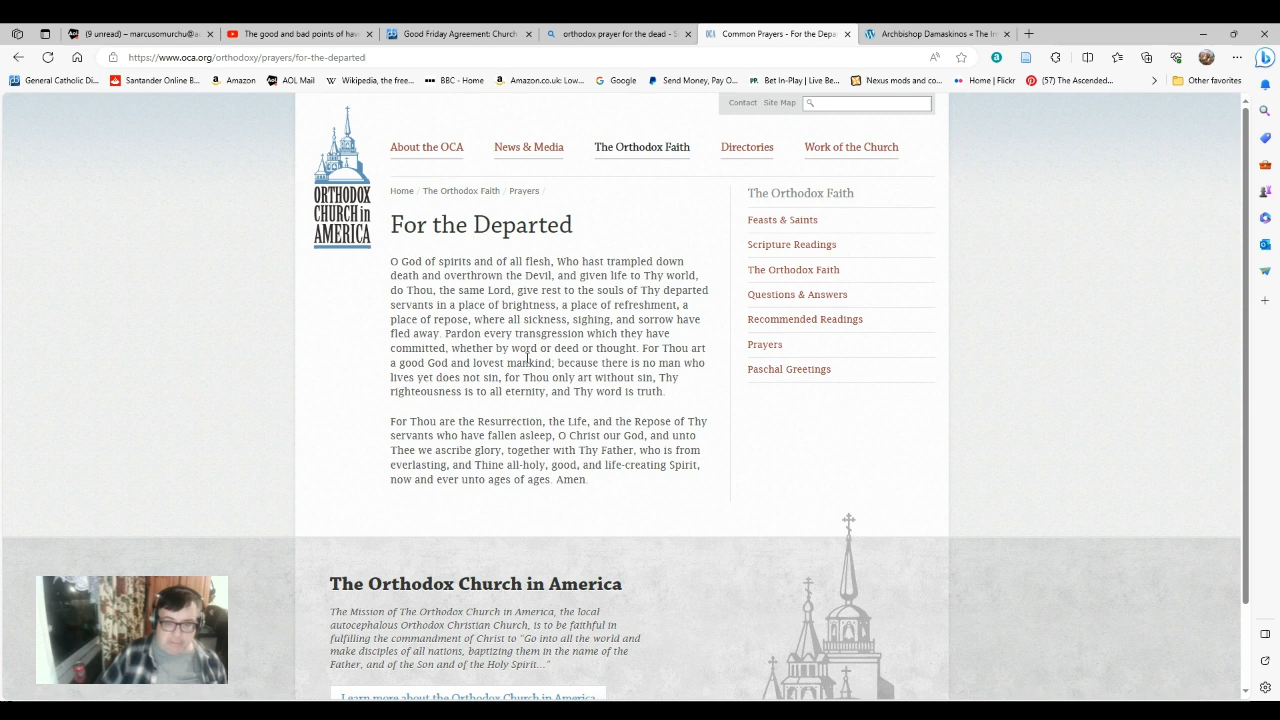 (9 unread) – marcusomurchu@a
The good and bad points of hav
Good Friday Agreement: Church
orthodox prayer for the dead - S
Common Prayers - For the Depa
Archbishop Damaskinos « The In
https://www.oca.org/orthodoxy/prayers/for-the-departed
General Catholic Di...
Santander Online B...
Amazon
AOL Mail
Wikipedia, the free...
BBC - Home
Amazon.co.uk: Low...
Google
Send Money, Pay O...
Bet In-Play | Live Be...
Nexus mods and co...
Home | Flickr
(57) The Ascended...
Other favorites
Contact Site Map
ORTHODOX
CHURCH in
AMERICA
About the OCA
News & Media
The Orthodox Faith
Directories
Work of the Church
Home / The Orthodox Faith / Prayers /
For the Departed
O God of spirits and of all flesh, Who hast trampled down
death and overthrown the Devil, and given life to Thy world,
do Thou, the same Lord, give rest to the souls of Thy departed
servants in a place of brightness, a place of refreshment, a
place of repose, where all sickness, sighing, and sorrow have
fled away. Pardon every transgression which they have
committed, whether by word or deed or thought. For Thou art
a good God and lovest mankind; because there is no man who
lives yet does not sin, for Thou only art without sin, Thy
righteousness is to all eternity, and Thy word is truth.
For Thou are the Resurrection, the Life, and the Repose of Thy
servants who have fallen asleep, O Christ our God, and unto
Thee we ascribe glory, together with Thy Father, who is from
everlasting, and Thine all-holy, good, and life-creating Spirit,
now and ever unto ages of ages. Amen.
The Orthodox Faith
Feasts & Saints
Scripture Readings
The Orthodox Faith
Questions & Answers
Recommended Readings
Prayers
Paschal Greetings
The Orthodox Church in America
The Mission of The Orthodox Church in America, the local
autocephalous Orthodox Christian Church, is to be faithful in
fulfilling the commandment of Christ to "Go into all the world and
make disciples of all nations, baptizing them in the name of the
Father, and of the Son and of the Holy Spirit..."
Learn more about the Orthodox Church in America